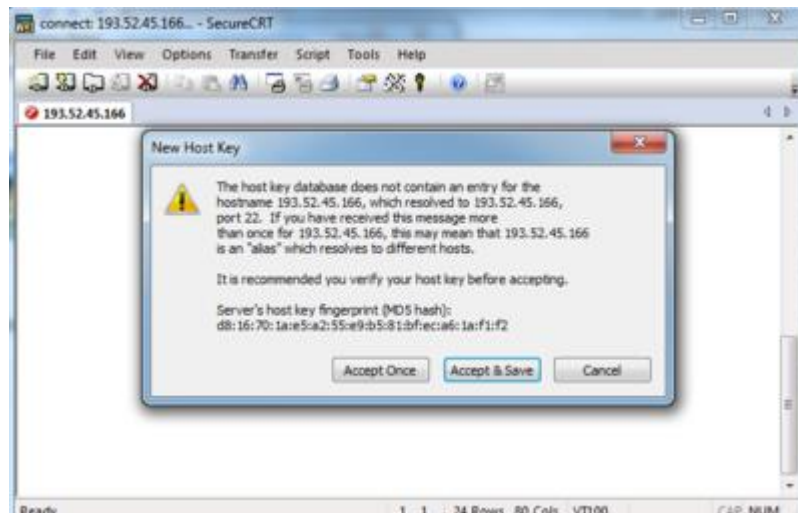 connect: 193.52.45.166... - SecureCRT
File Edit View Options Transfer Script Tools Help
193.52.45.166
New Host Key
The host key database does not contain an entry for the
hostname 193.52.45.166, which resolved to 193.52.45.166,
port 22. If you have received this message more
than once for 193.52.45.166, this may mean that 193.52.45.166
is an "alias" which resolves to different hosts.
It is recommended you verify your host key before accepting.
Server's host key fingerprint (MD5 hash):
d8:16:70:1a:e5:a2:55:e9:b5:81:bf:ec:a6:1a:f1:f2
Accept Once Accept & Save Cancel
Ready 1, 1 24 Rows, 80 Cols VT100 CAP NUM